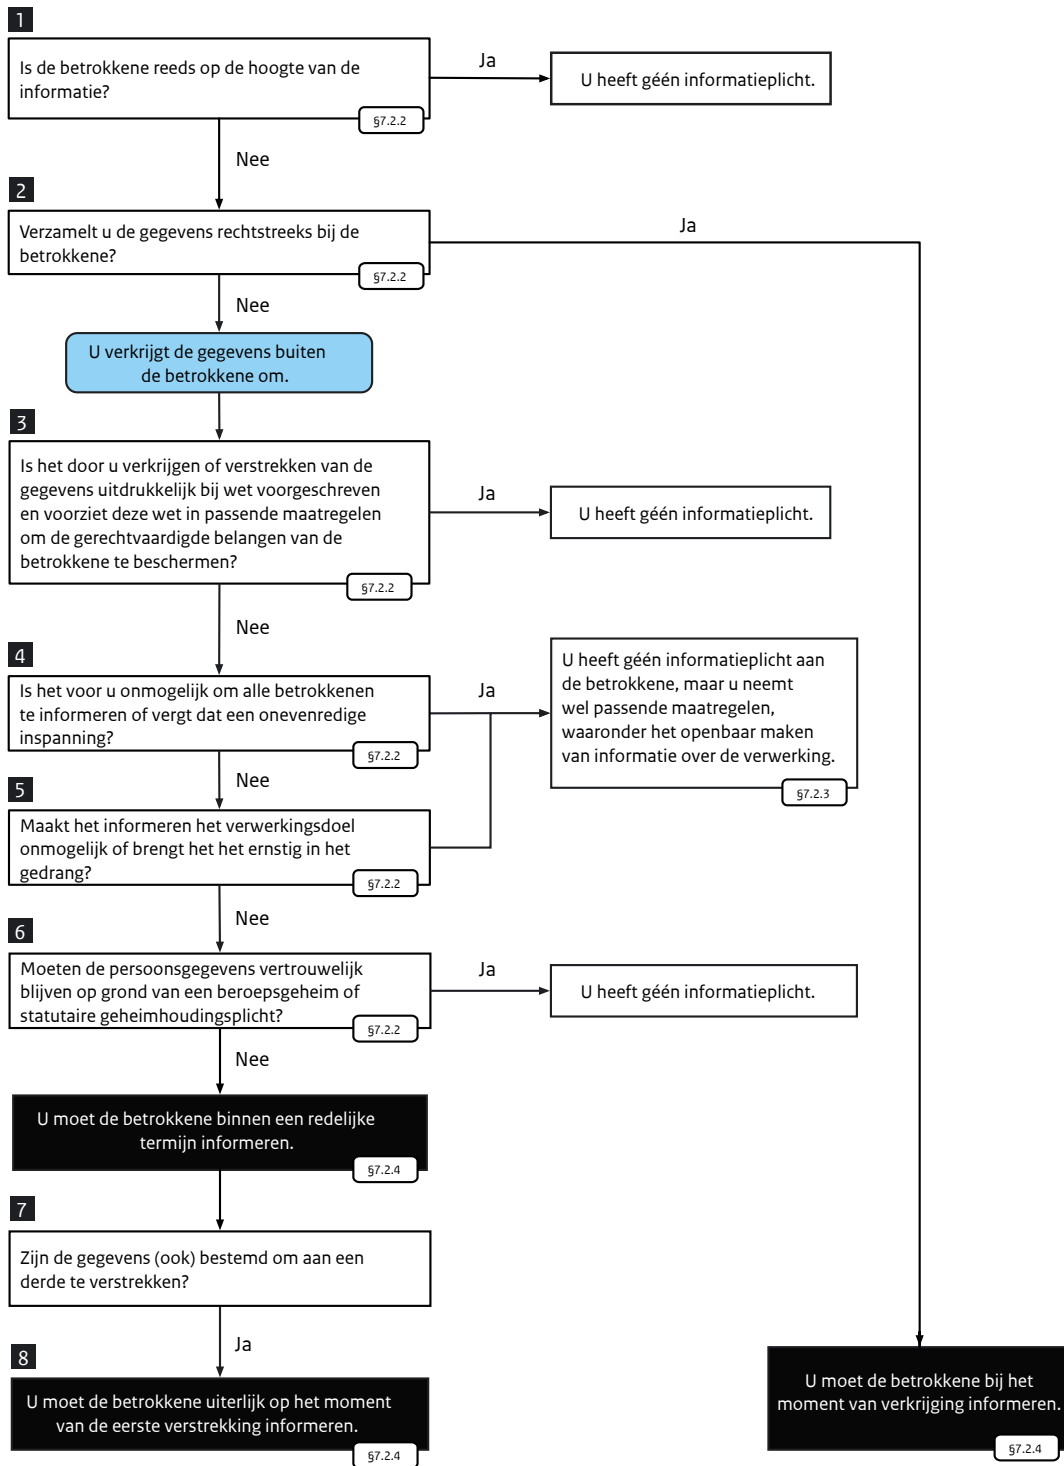 1
Is de betrokkene reeds op de hoogte van de
informatie?
§7.2.2
Ja
U heeft géén informatieplicht.
Nee
2
Verzamelt u de gegevens rechtstreeks bij de
betrokkene?
§7.2.2
Ja
Nee
U verkrijgt de gegevens buiten
de betrokkene om.
3
Is het door u verkrijgen of verstrekken van de
gegevens uitdrukkelijk bij wet voorgeschreven
en voorziet deze wet in passende maatregelen
om de gerechtvaardigde belangen van de
betrokkene te beschermen?
§7.2.2
Ja
U heeft géén informatieplicht.
Nee
4
Is het voor u onmogelijk om alle betrokkenen
te informeren of vergt dat een onevenredige
inspanning?
§7.2.2
Ja
U heeft géén informatieplicht aan
de betrokkene, maar u neemt
wel passende maatregelen,
waaronder het openbaar maken
van informatie over de verwerking.
§7.2.3
Nee
5
Maakt het informeren het verwerkingsdoel
onmogelijk of brengt het het ernstig in het
gedrang?
§7.2.2
Nee
6
Moeten de persoonsgegevens vertrouwelijk
blijven op grond van een beroepsgeheim of
statutaire geheimhoudingsplicht?
§7.2.2
Ja
U heeft géén informatieplicht.
Nee
U moet de betrokkene binnen een redelijke
termijn informeren.
§7.2.4
7
Zijn de gegevens (ook) bestemd om aan een
derde te verstrekken?
Ja
8
U moet de betrokkene uiterlijk op het moment
van de eerste verstrekking informeren.
§7.2.4
U moet de betrokkene bij het
moment van verkrijging informeren.
§7.2.4